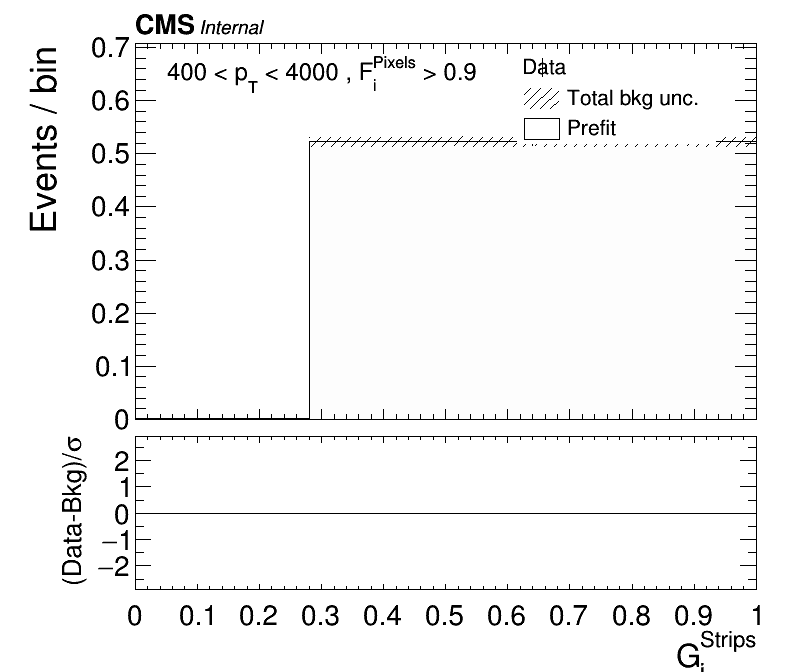 CMS Internal
400 < p_T < 4000 , F_i^Pixels > 0.9
Data
Total bkg unc.
Prefit
Events / bin
0.7
0.6
0.5
0.4
0.3
0.2
0.1
0
(Data-Bkg)/σ
2
1
0
−1
−2
0 0.1 0.2 0.3 0.4 0.5 0.6 0.7 0.8 0.9 1
G_i^Strips